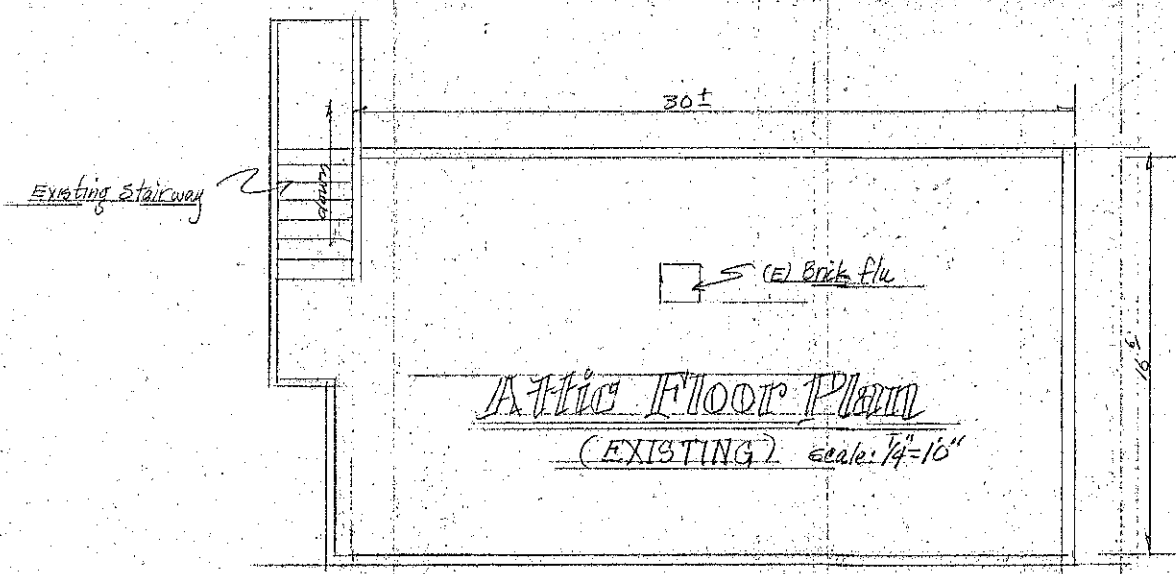 30±
Existing Stairway
down
(E) Brick flu
16'6"
Attic Floor Plan
(EXISTING) scale: 1/4"=1'0"